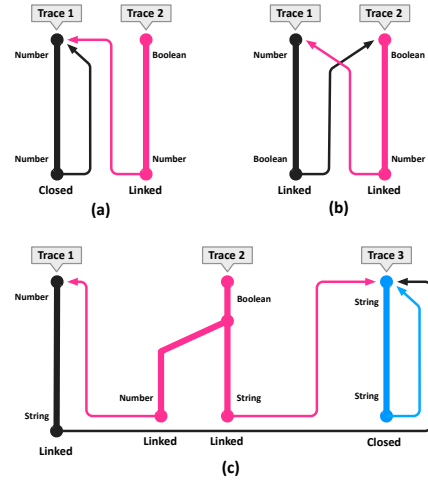 Trace 1 Trace 2 Trace 1 Trace 2
Number Boolean Number Boolean
Number Number Boolean Number
Closed Linked Linked Linked
(a) (b)
Trace 1 Trace 2 Trace 3
Number Boolean String
Number String String
String
Linked Linked Linked Closed
(c)